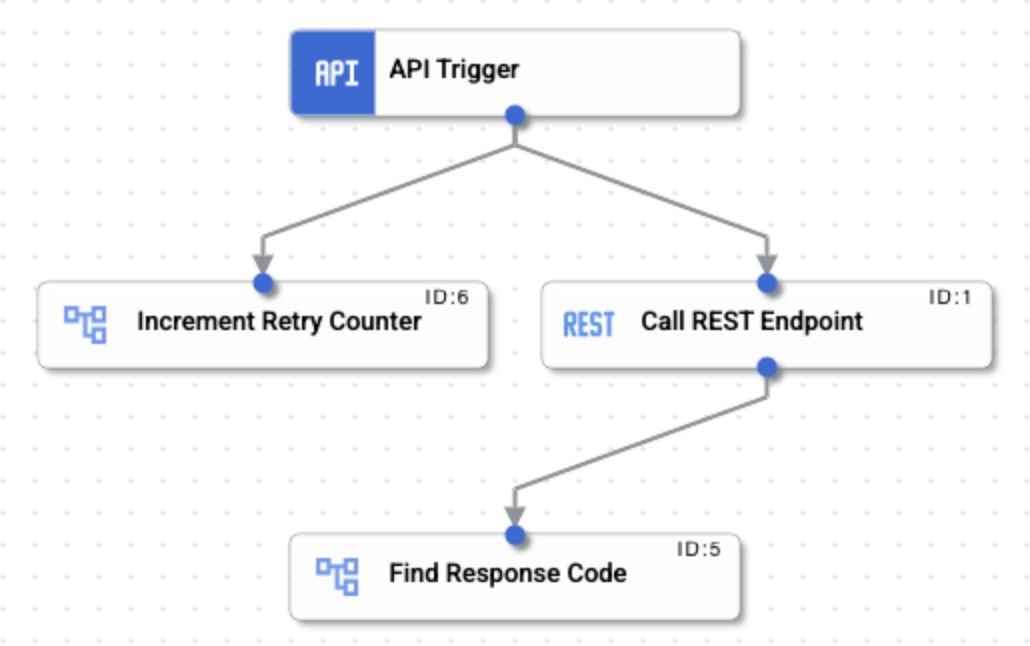 API
API Trigger
ID:6
Increment Retry Counter
ID:1
REST
Call REST Endpoint
ID:5
Find Response Code